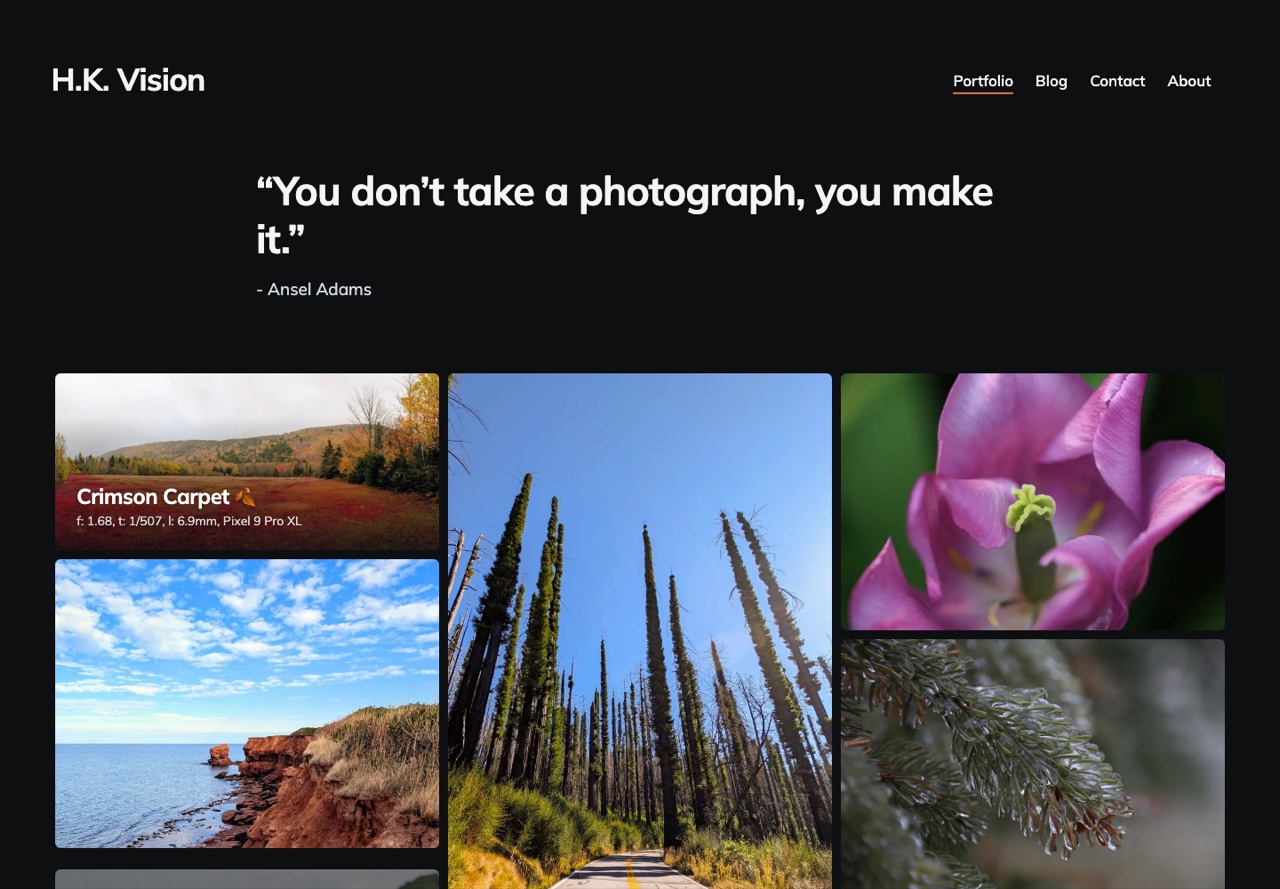 H.K. Vision
Portfolio Blog Contact About
“You don’t take a photograph, you make
it.”
- Ansel Adams
Crimson Carpet 🍂
f: 1.68, t: 1/507, l: 6.9mm, Pixel 9 Pro XL